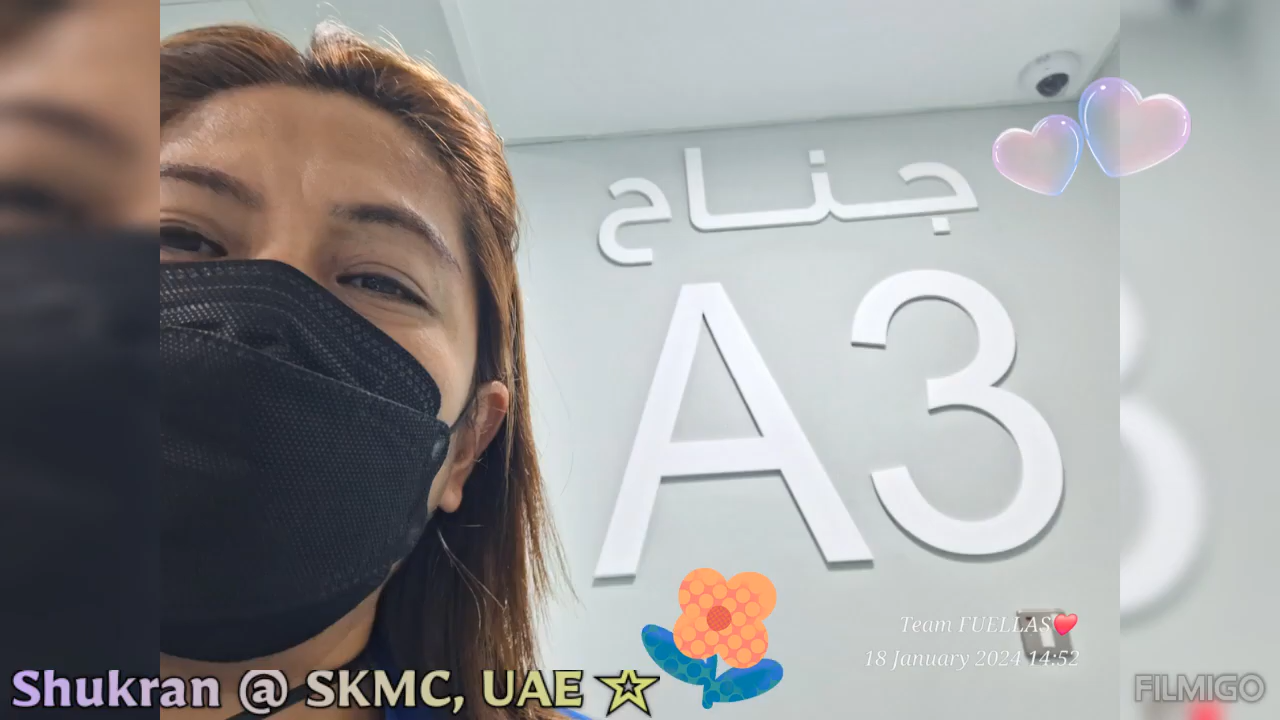 جناح
A3
Team FUELLAS❤️
18 January 2024 14:52
Shukran @ SKMC, UAE ☆
FILMIGO